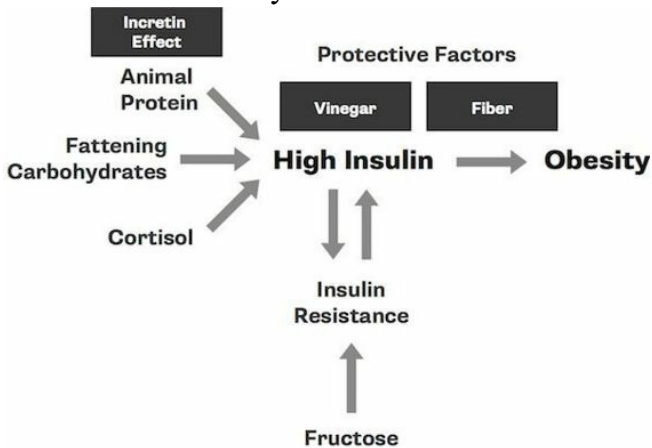 Incretin
Effect
Protective Factors
Animal
Protein
Vinegar
Fiber
Fattening
Carbohydrates
High Insulin
Obesity
Cortisol
Insulin
Resistance
Fructose